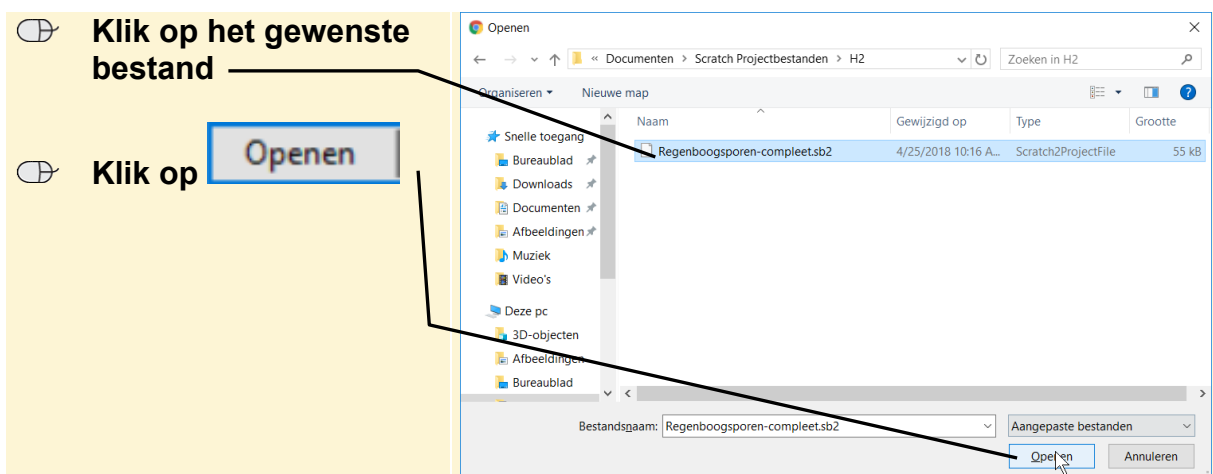 Klik op het gewenste
bestand
Klik op Openen
Openen
« Documenten > Scratch Projectbestanden > H2
Zoeken in H2
Organiseren
Nieuwe map
Naam
Gewijzigd op
Type
Grootte
Snelle toegang
Bureaublad
Downloads
Documenten
Afbeeldingen
Muziek
Video's
Deze pc
3D-objecten
Afbeeldingen
Bureaublad
Regenboogsporen-compleet.sb2
4/25/2018 10:16 A...
Scratch2ProjectFile
55 kB
Bestandsnaam: Regenboogsporen-compleet.sb2
Aangepaste bestanden
Openen
Annuleren